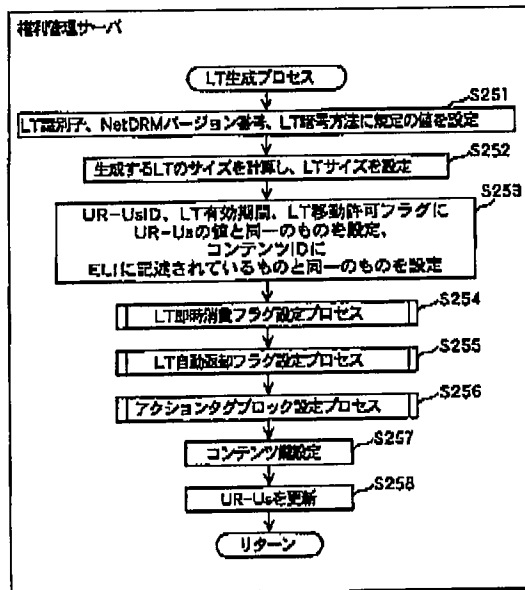 権利管理サーバ
LT生成プロセス
S251
LT識別子、NetDRMバージョン番号、LT暗号方法に規定の値を設定
S252
生成するLTのサイズを計算し、LTサイズを設定
S253
UR-UsID、LT有効期間、LT移動許可フラグに
UR-Usの値と同一のものを設定、
コンテンツIDに
ELIに記述されているものと同一のものを設定
S254
LT即時消費フラグ設定プロセス
S255
LT自動返却フラグ設定プロセス
S256
アクションタグブロック設定プロセス
S257
コンテンツ鍵設定
S258
UR-Usを更新
リターン